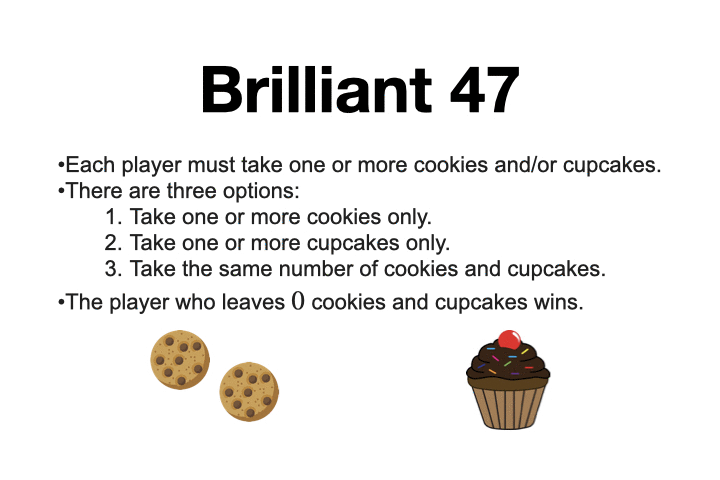 Brilliant 47
•Each player must take one or more cookies and/or cupcakes.
•There are three options:
1. Take one or more cookies only.
2. Take one or more cupcakes only.
3. Take the same number of cookies and cupcakes.
•The player who leaves 0 cookies and cupcakes wins.